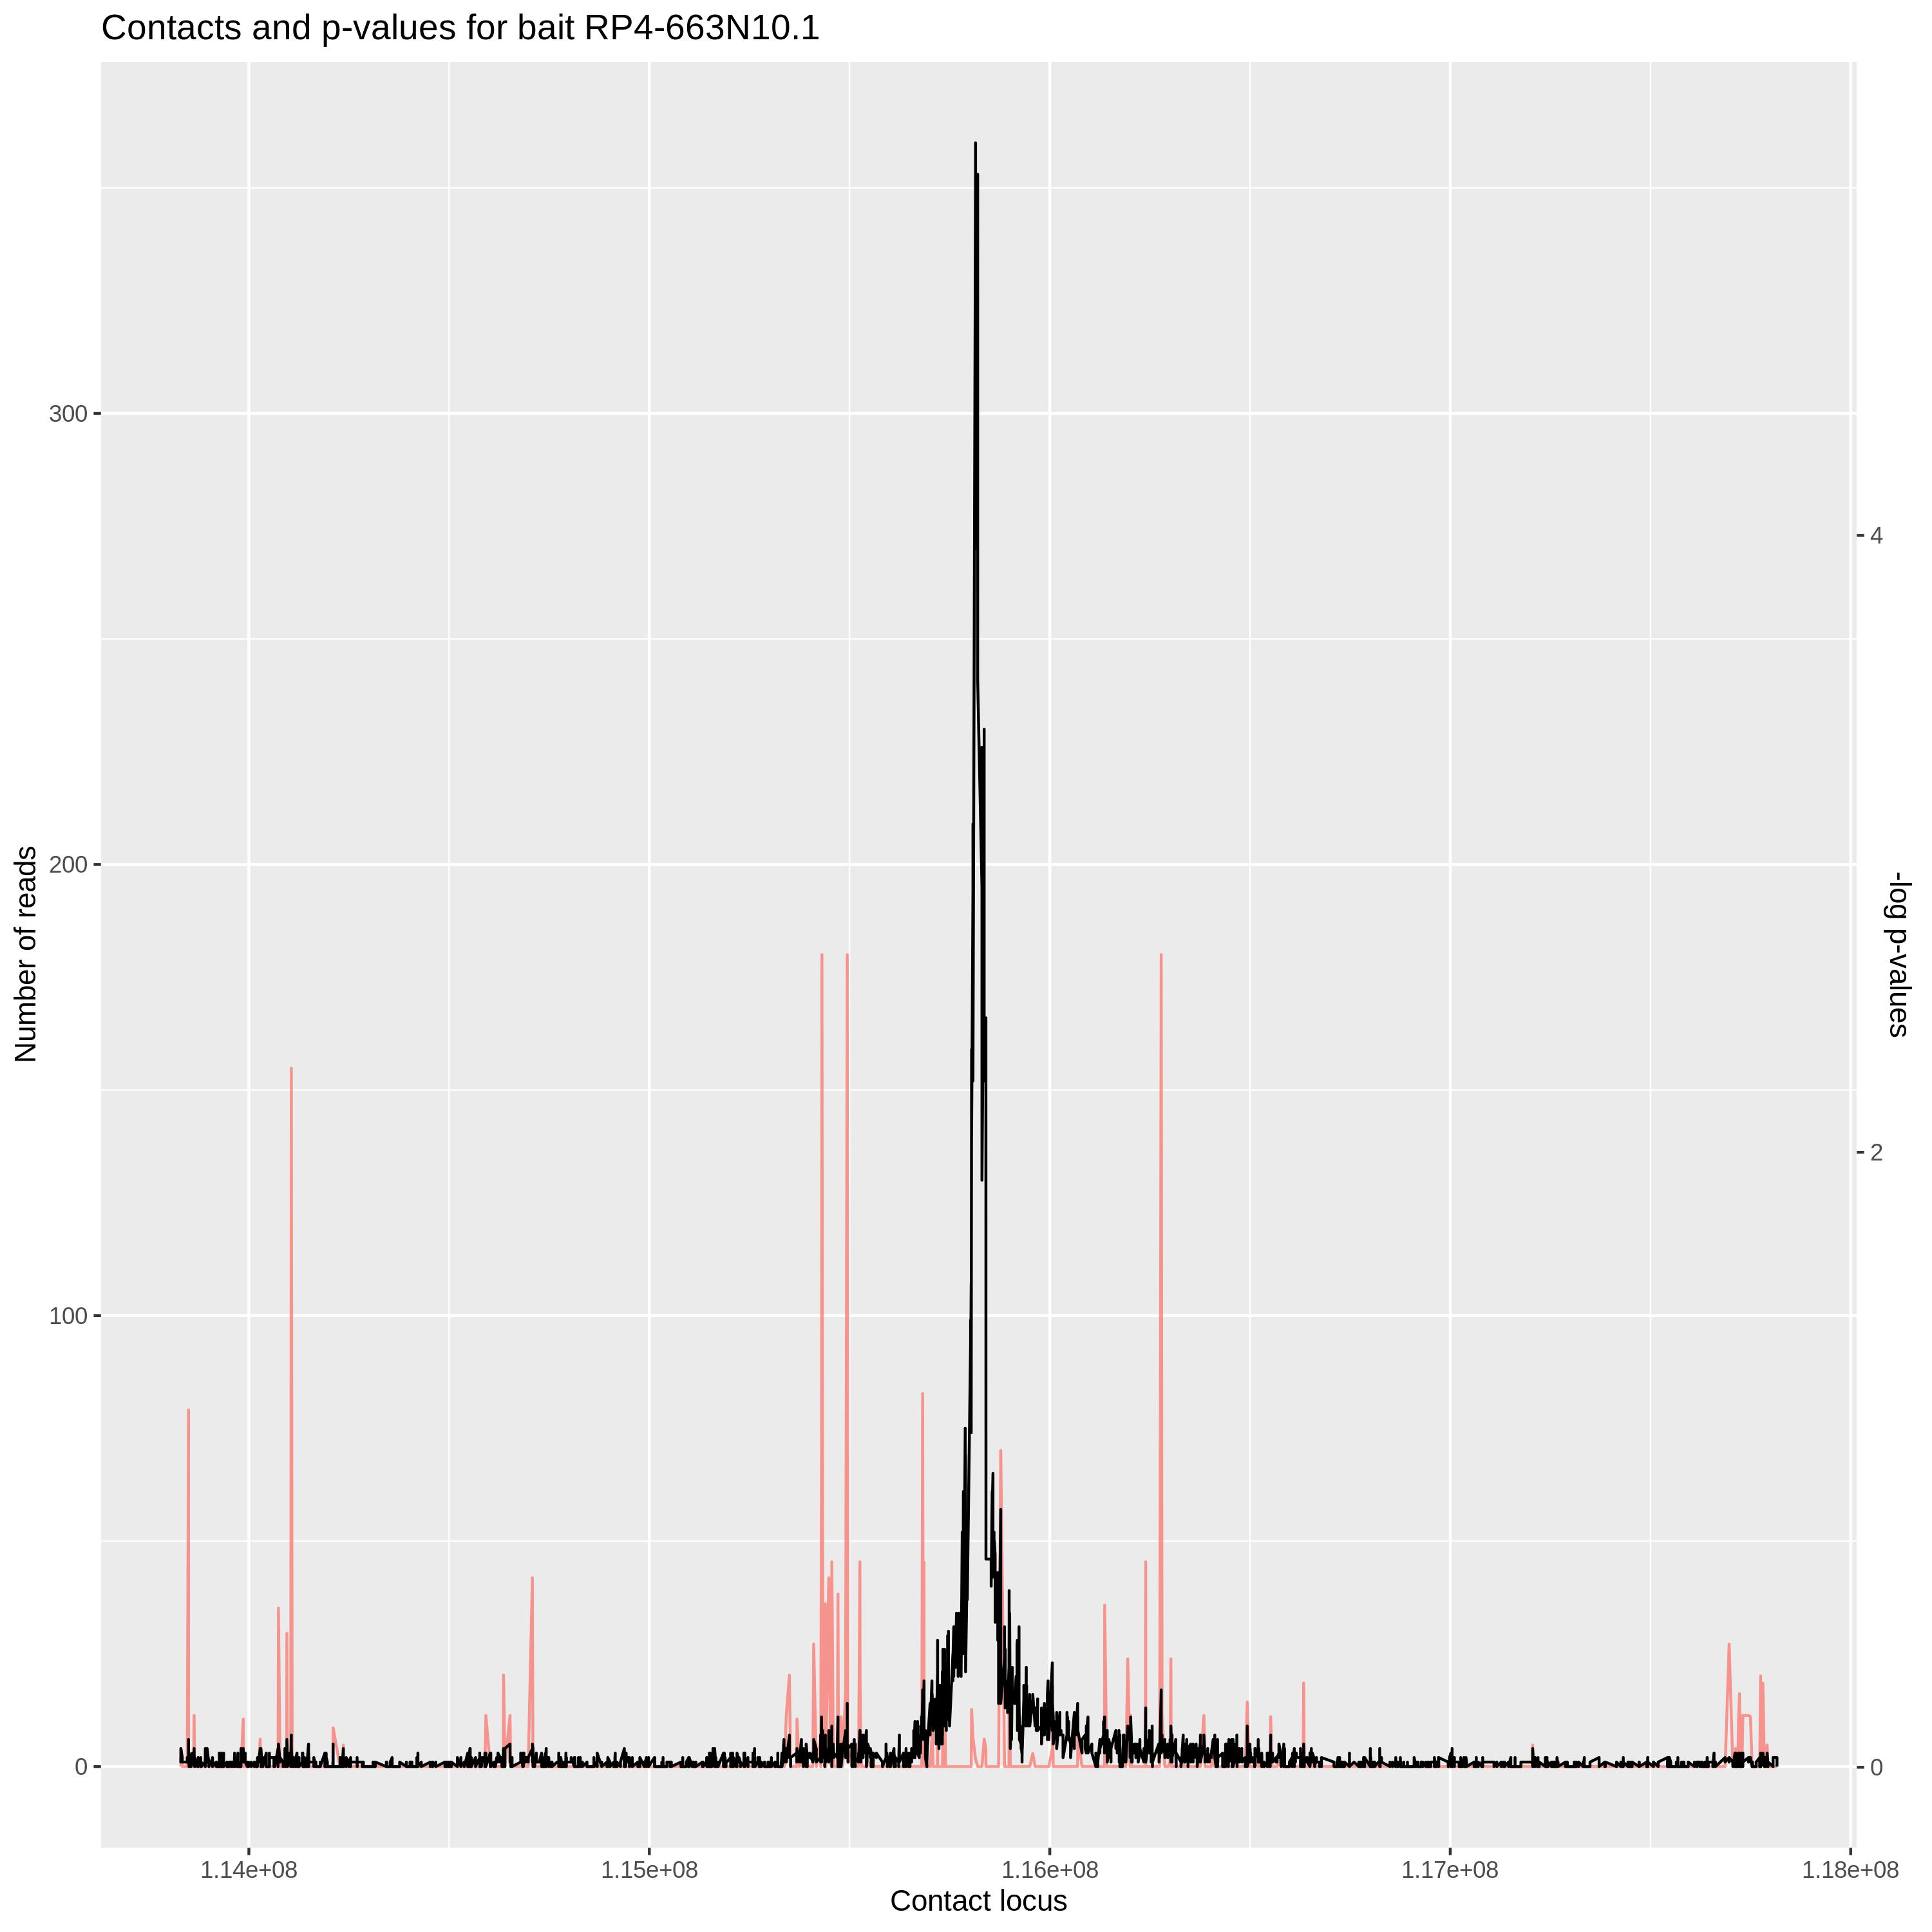 Contacts and p-values for bait RP4-663N10.1
Number of reads
300
200
100
0
4
2
0
-log p-values
1.14e+08
1.15e+08
1.16e+08
1.17e+08
1.18e+08
Contact locus